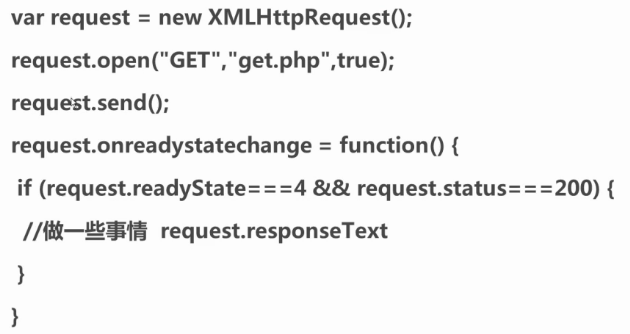 var request = new XMLHttpRequest();
request.open("GET","get.php",true);
request.send();
request.onreadystatechange = function() {
if (request.readyState===4 && request.status===200) {
//做一些事情 request.responseText
}
}